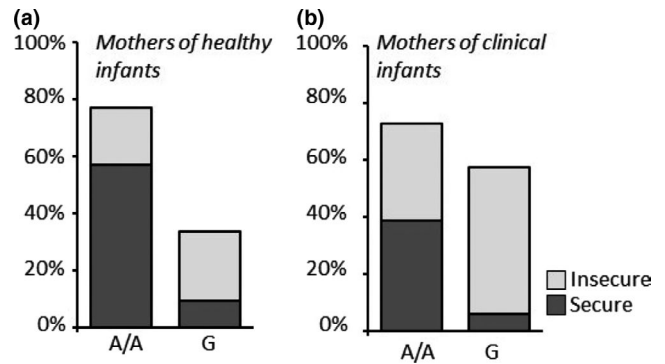 (a)
Mothers of healthy
infants
100%
80%
60%
40%
20%
0%
A/A G
(b)
Mothers of clinical
infants
100%
80%
60%
40%
20%
0%
A/A G
Insecure
Secure